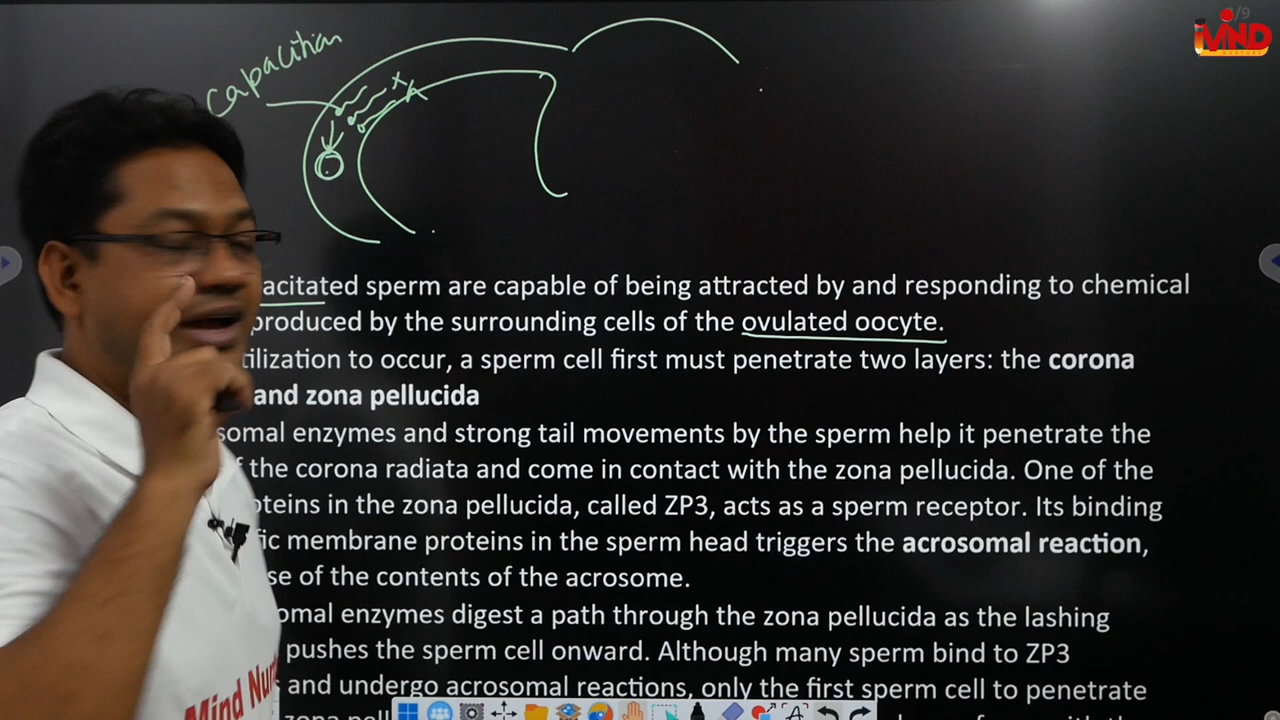 /9
MIND
NURTURE
capacition
acitated sperm are capable of being attracted by and responding to chemical
produced by the surrounding cells of the ovulated oocyte.
tilization to occur, a sperm cell first must penetrate two layers: the corona
and zona pellucida
somal enzymes and strong tail movements by the sperm help it penetrate the
f the corona radiata and come in contact with the zona pellucida. One of the
oteins in the zona pellucida, called ZP3, acts as a sperm receptor. Its binding
fic membrane proteins in the sperm head triggers the acrosomal reaction,
se of the contents of the acrosome.
omal enzymes digest a path through the zona pellucida as the lashing
pushes the sperm cell onward. Although many sperm bind to ZP3
and undergo acrosomal reactions, only the first sperm cell to penetrate
Mind Nur